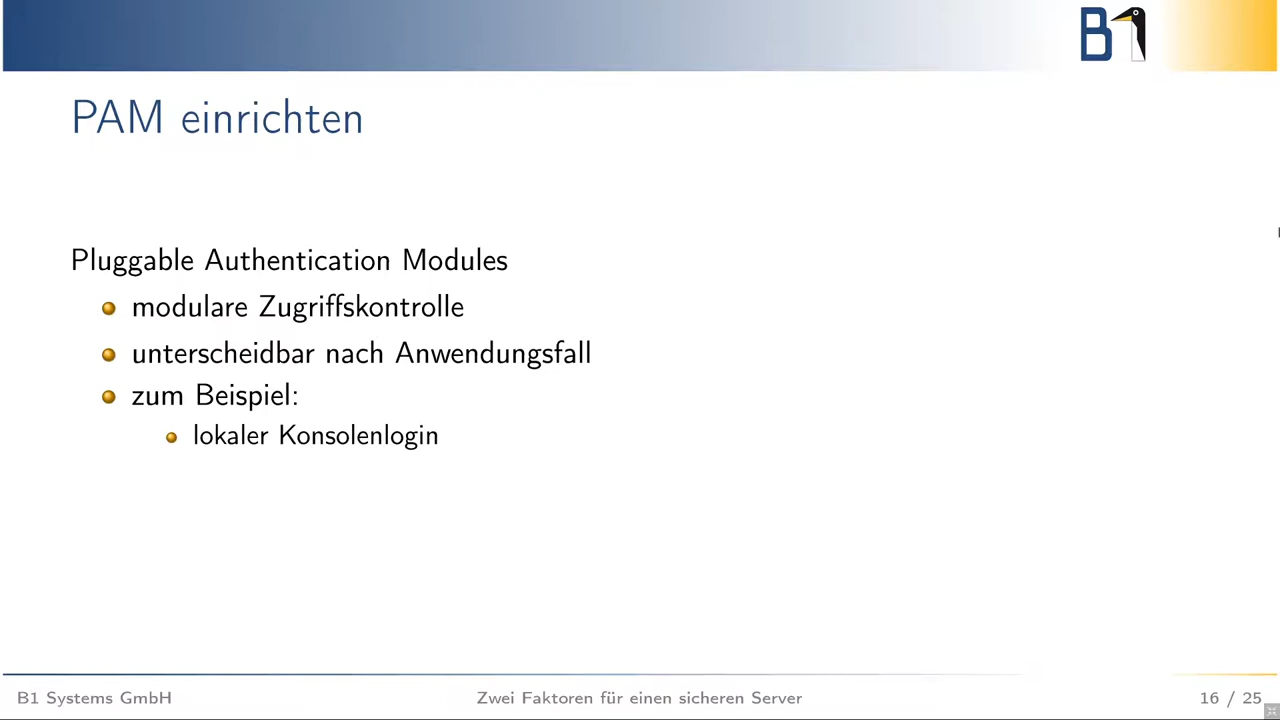 B1
PAM einrichten
Pluggable Authentication Modules
modulare Zugriffskontrolle
unterscheidbar nach Anwendungsfall
zum Beispiel:
lokaler Konsolenlogin
B1 Systems GmbH
Zwei Faktoren für einen sicheren Server
16 / 25